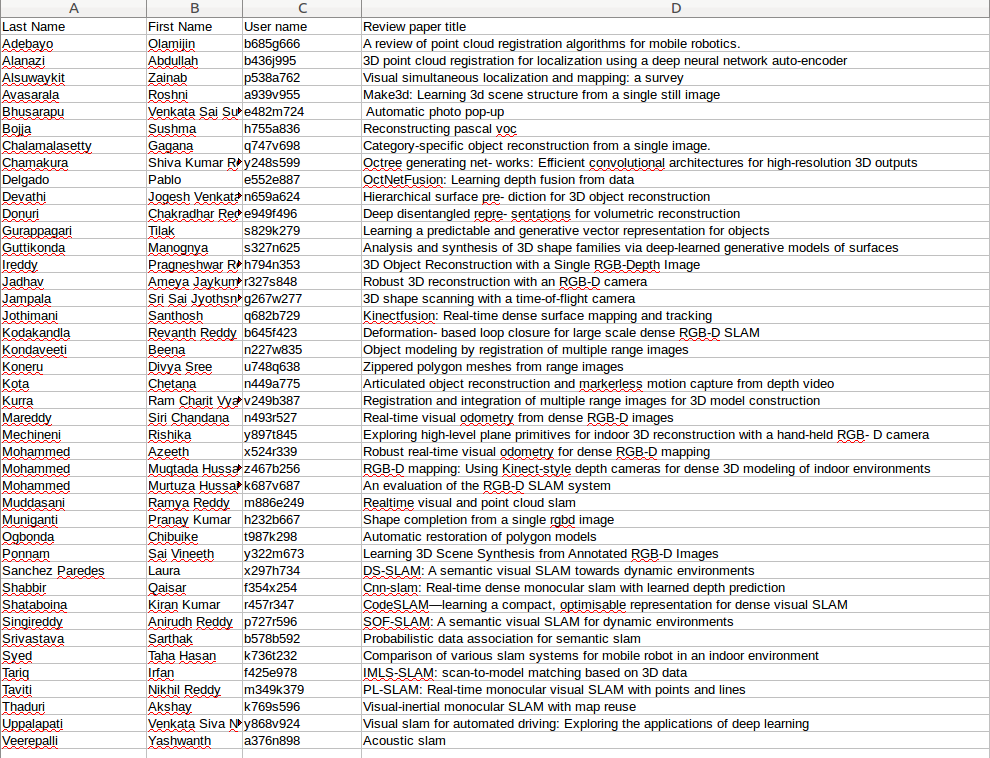 A B C D
Last Name First Name User name Review paper title
Adebayo Olamijin b685g666 A review of point cloud registration algorithms for mobile robotics.
Alanazi Abdullah b436j995 3D point cloud registration for localization using a deep neural network auto-encoder
Alsuwaykit Zainab p538a762 Visual simultaneous localization and mapping: a survey
Avasarala Roshni a939v955 Make3d: Learning 3d scene structure from a single still image
Bhusarapu Venkata Sai Su e482m724 Automatic photo pop-up
Bojja Sushma h755a836 Reconstructing pascal voc
Chalamalasetty Gagana q747v698 Category-specific object reconstruction from a single image.
Chamakura Shiva Kumar R y248s599 Octree generating net- works: Efficient convolutional architectures for high-resolution 3D outputs
Delgado Pablo e552e887 OctNetFusion: Learning depth fusion from data
Devathi Jogesh Venkata n659a624 Hierarchical surface pre- diction for 3D object reconstruction
Donuri Chakradhar Red e949f496 Deep disentangled repre- sentations for volumetric reconstruction
Gurappagari Tilak s829k279 Learning a predictable and generative vector representation for objects
Guttikonda Manognya s327n625 Analysis and synthesis of 3D shape families via deep-learned generative models of surfaces
Ireddy Pragneshwar R h794n353 3D Object Reconstruction with a Single RGB-Depth Image
Jadhav Ameya Jaykum r327s848 Robust 3D reconstruction with an RGB-D camera
Jampala Sri Sai Jyothsn g267w277 3D shape scanning with a time-of-flight camera
Jothimani Santhosh q682b729 Kinectfusion: Real-time dense surface mapping and tracking
Kodakandla Revanth Reddy b645f423 Deformation- based loop closure for large scale dense RGB-D SLAM
Kondaveeti Beena n227w835 Object modeling by registration of multiple range images
Koneru Divya Sree u748q638 Zippered polygon meshes from range images
Kota Chetana n449a775 Articulated object reconstruction and markerless motion capture from depth video
Kurra Ram Charit Vya v249b387 Registration and integration of multiple range images for 3D model construction
Mareddy Siri Chandana n493r527 Real-time visual odometry from dense RGB-D images
Mechineni Rishika y897t845 Exploring high-level plane primitives for indoor 3D reconstruction with a hand-held RGB- D camera
Mohammed Azeeth x524r339 Robust real-time visual odometry for dense RGB-D mapping
Mohammed Muqtada Hussa z467b256 RGB-D mapping: Using Kinect-style depth cameras for dense 3D modeling of indoor environments
Mohammed Murtuza Hussai k687v687 An evaluation of the RGB-D SLAM system
Muddasani Ramya Reddy m886e249 Realtime visual and point cloud slam
Muniganti Pranay Kumar h232b667 Shape completion from a single rgbd image
Ogbonda Chibuike t987k298 Automatic restoration of polygon models
Ponnam Sai Vineeth y322m673 Learning 3D Scene Synthesis from Annotated RGB-D Images
Sanchez Paredes Laura x297h734 DS-SLAM: A semantic visual SLAM towards dynamic environments
Shabbir Qaisar f354x254 Cnn-slam: Real-time dense monocular slam with learned depth prediction
Shataboina Kiran Kumar r457r347 CodeSLAM—learning a compact, optimisable representation for dense visual SLAM
Singireddy Anirudh Reddy p727r596 SOF-SLAM: A semantic visual SLAM for dynamic environments
Srivastava Sarthak b578b592 Probabilistic data association for semantic slam
Syed Taha Hasan k736t232 Comparison of various slam systems for mobile robot in an indoor environment
Tariq Irfan f425e978 IMLS-SLAM: scan-to-model matching based on 3D data
Taviti Nikhil Reddy m349k379 PL-SLAM: Real-time monocular visual SLAM with points and lines
Thaduri Akshay k769s596 Visual-inertial monocular SLAM with map reuse
Uppalapati Venkata Siva N y868v924 Visual slam for automated driving: Exploring the applications of deep learning
Veerepalli Yashwanth a376n898 Acoustic slam